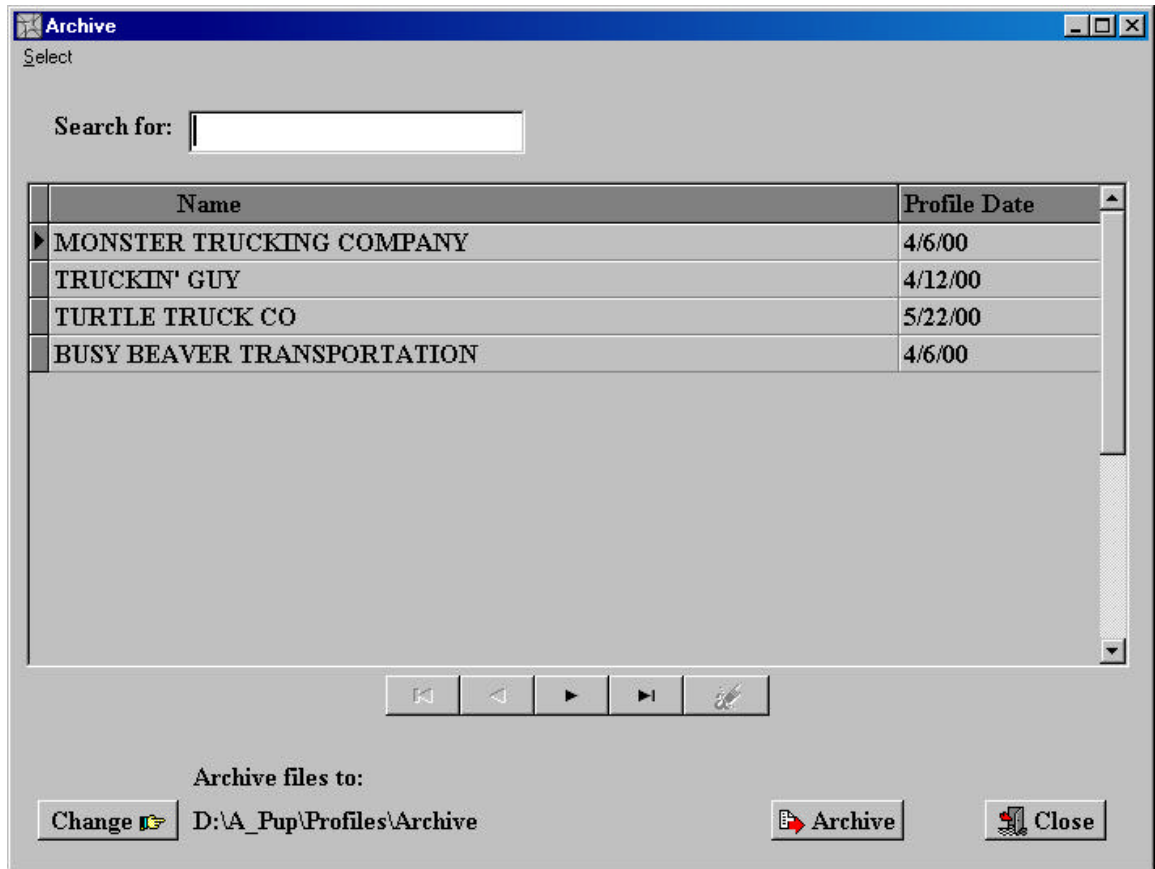 Archive
Select
Search for:
Name Profile Date
MONSTER TRUCKING COMPANY 4/6/00
TRUCKIN' GUY 4/12/00
TURTLE TRUCK CO 5/22/00
BUSY BEAVER TRANSPORTATION 4/6/00
Archive files to:
Change D:\A_Pup\Profiles\Archive Archive Close